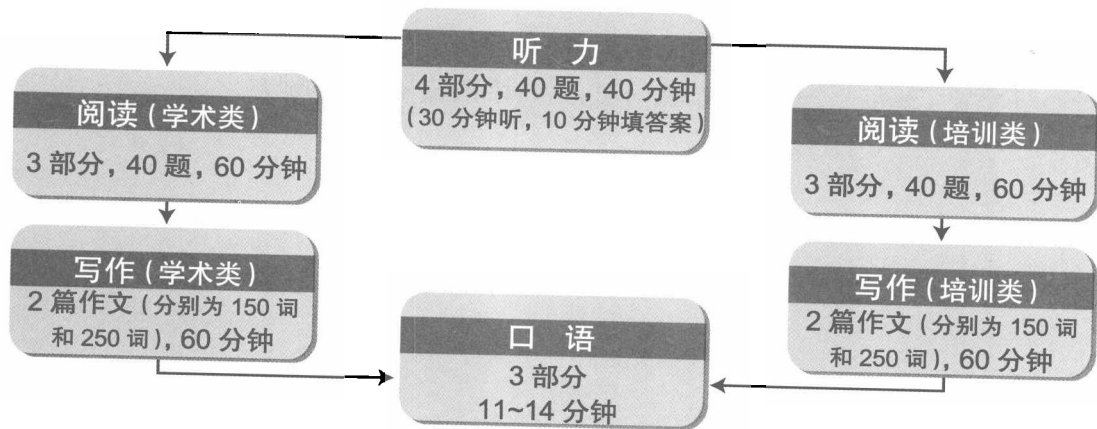 听 力
4 部分，40 题，40 分钟
（30 分钟听，10 分钟填答案）
阅读（学术类）
3 部分，40 题，60 分钟
写作（学术类）
2 篇作文（分别为 150 词
和 250 词），60 分钟
阅读（培训类）
3 部分，40 题，60 分钟
写作（培训类）
2 篇作文（分别为 150 词
和 250 词），60 分钟
口 语
3 部分
11~14 分钟